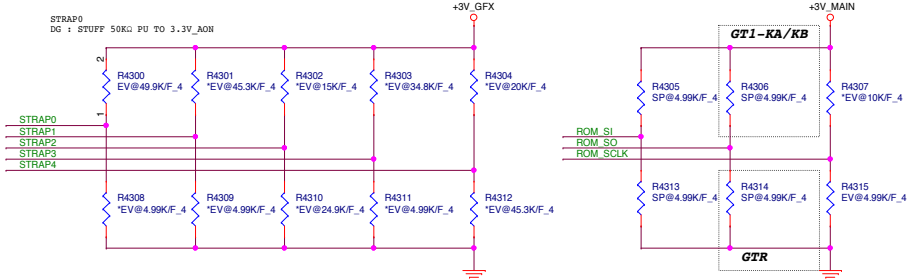 STRAP0
DG : STUFF 50KΩ PU TO 3.3V_AON
+3V_GFX
+3V_MAIN
GT1-KA/KB
2
R4300
EV@49.9K/F_4
R4301
*EV@45.3K/F_4
R4302
*EV@15K/F_4
R4303
*EV@34.8K/F_4
R4304
*EV@20K/F_4
R4305
SP@4.99K/F_4
R4306
SP@4.99K/F_4
R4307
*EV@10K/F_4
1
STRAP0
STRAP1
STRAP2
STRAP3
STRAP4
ROM_SI
ROM_SO
ROM_SCLK
R4308
*EV@4.99K/F_4
R4309
*EV@4.99K/F_4
R4310
*EV@24.9K/F_4
R4311
*EV@4.99K/F_4
R4312
*EV@45.3K/F_4
R4313
SP@4.99K/F_4
R4314
SP@4.99K/F_4
R4315
EV@4.99K/F_4
GTR